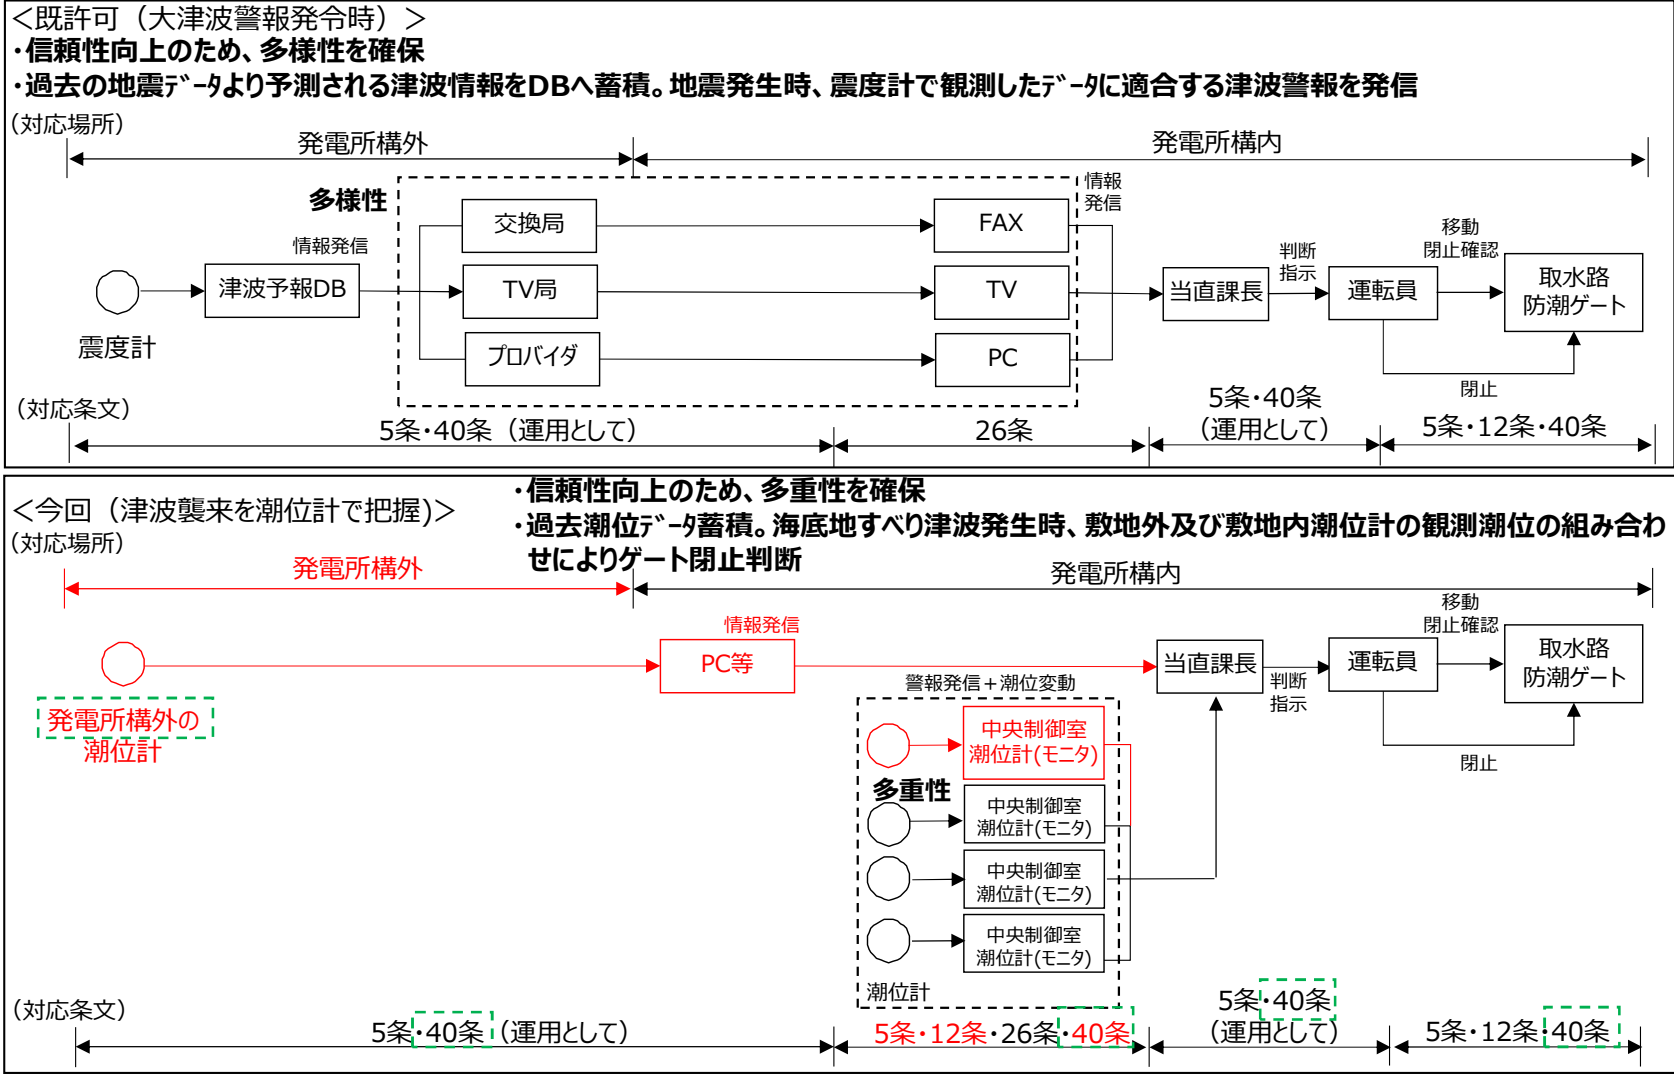 ＜既許可（大津波警報発令時）＞
・信頼性向上のため、多様性を確保
・過去の地震ﾃﾞｰﾀより予測される津波情報をDBへ蓄積。地震発生時、震度計で観測したﾃﾞｰﾀに適合する津波警報を発信
（対応場所）
発電所構外
発電所構内
多様性
情報発信
震度計
津波予報DB
交換局
TV局
プロバイダ
FAX
TV
PC
情報
発信
当直課長
判断
指示
運転員
移動
閉止確認
取水路
防潮ゲート
閉止
（対応条文）
5条・40条（運用として）
26条
5条・40条
（運用として）
5条・12条・40条
＜今回（津波襲来を潮位計で把握)＞
・信頼性向上のため、多重性を確保
・過去潮位ﾃﾞｰﾀ蓄積。海底地すべり津波発生時、敷地外及び敷地内潮位計の観測潮位の組み合わ
せによりゲート閉止判断
（対応場所）
発電所構外
発電所構内
発電所構外の
潮位計
情報発信
PC等
警報発信＋潮位変動
中央制御室
潮位計(ﾓﾆﾀ)
多重性
中央制御室
潮位計(ﾓﾆﾀ)
中央制御室
潮位計(ﾓﾆﾀ)
中央制御室
潮位計(ﾓﾆﾀ)
潮位計
当直課長
判断
指示
運転員
移動
閉止確認
取水路
防潮ゲート
閉止
（対応条文）
5条・40条（運用として）
5条・12条・26条・40条
5条・40条
（運用として）
5条・12条・40条